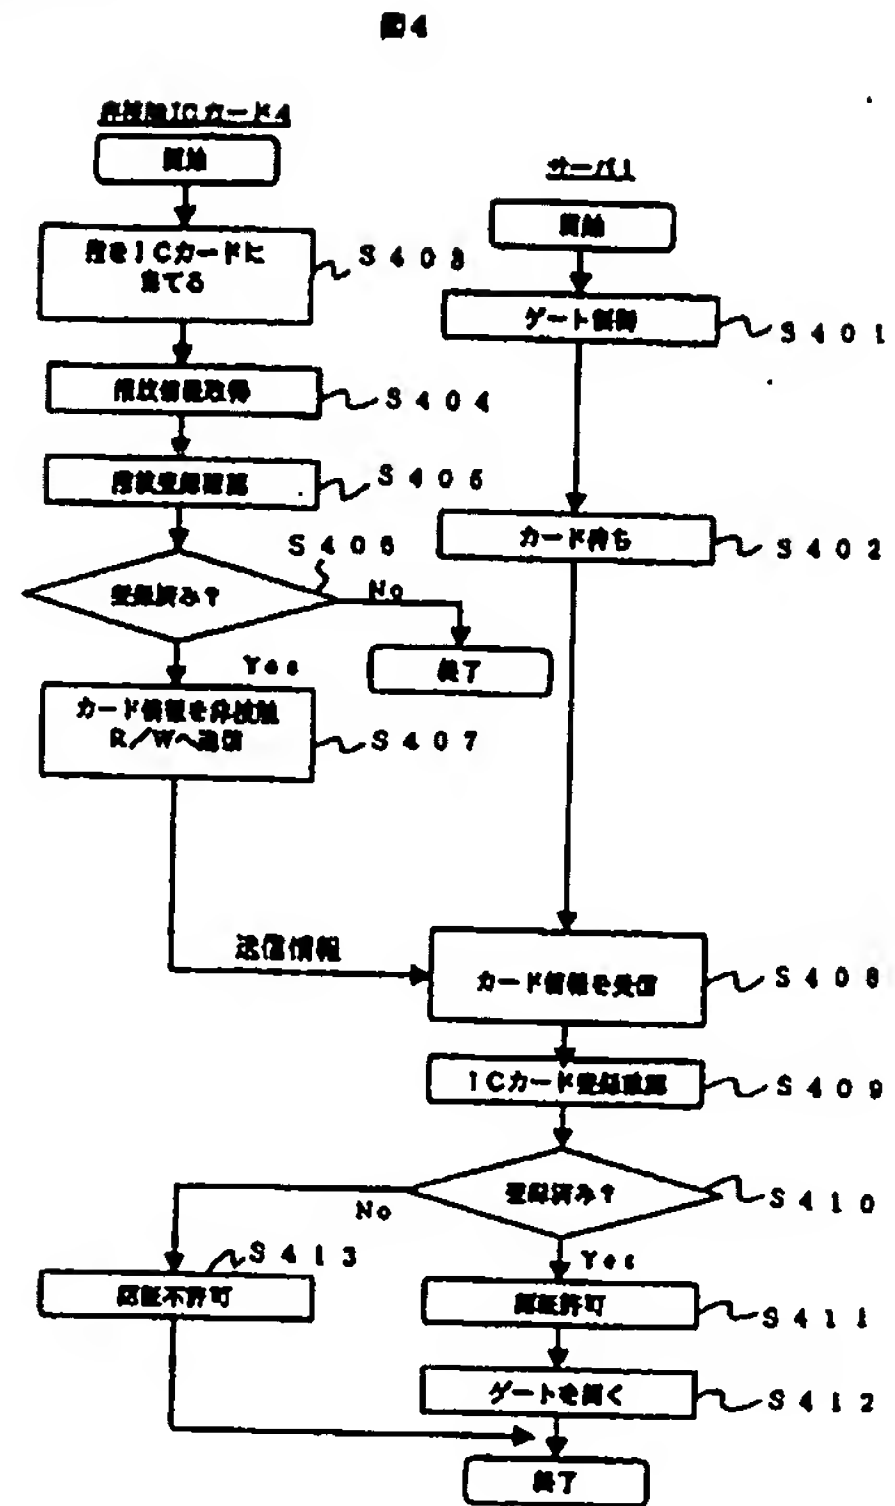 図4
非接触ICカード4
開始
指をICカードに
当てる
S403
指紋情報取得
S404
指紋登録確認
S405
S406
登録済み?
No
終了
Yes
カード情報を非接触
R/Wへ送信
S407
送信情報
サーバ1
開始
ゲート制御
S401
カード待ち
S402
カード情報を受信
S408
ICカード登録確認
S409
登録済み?
S410
No
Yes
S413
認証不許可
認証許可
S411
ゲートを開く
S412
終了